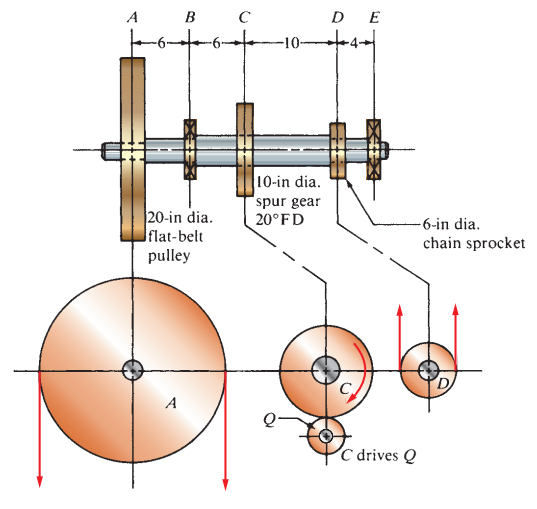 A B C D E
6 6 10 4
10-in dia.
spur gear
20°FD
20-in dia.
flat-belt
pulley
6-in dia.
chain sprocket
A
C
D
Q
C drives Q